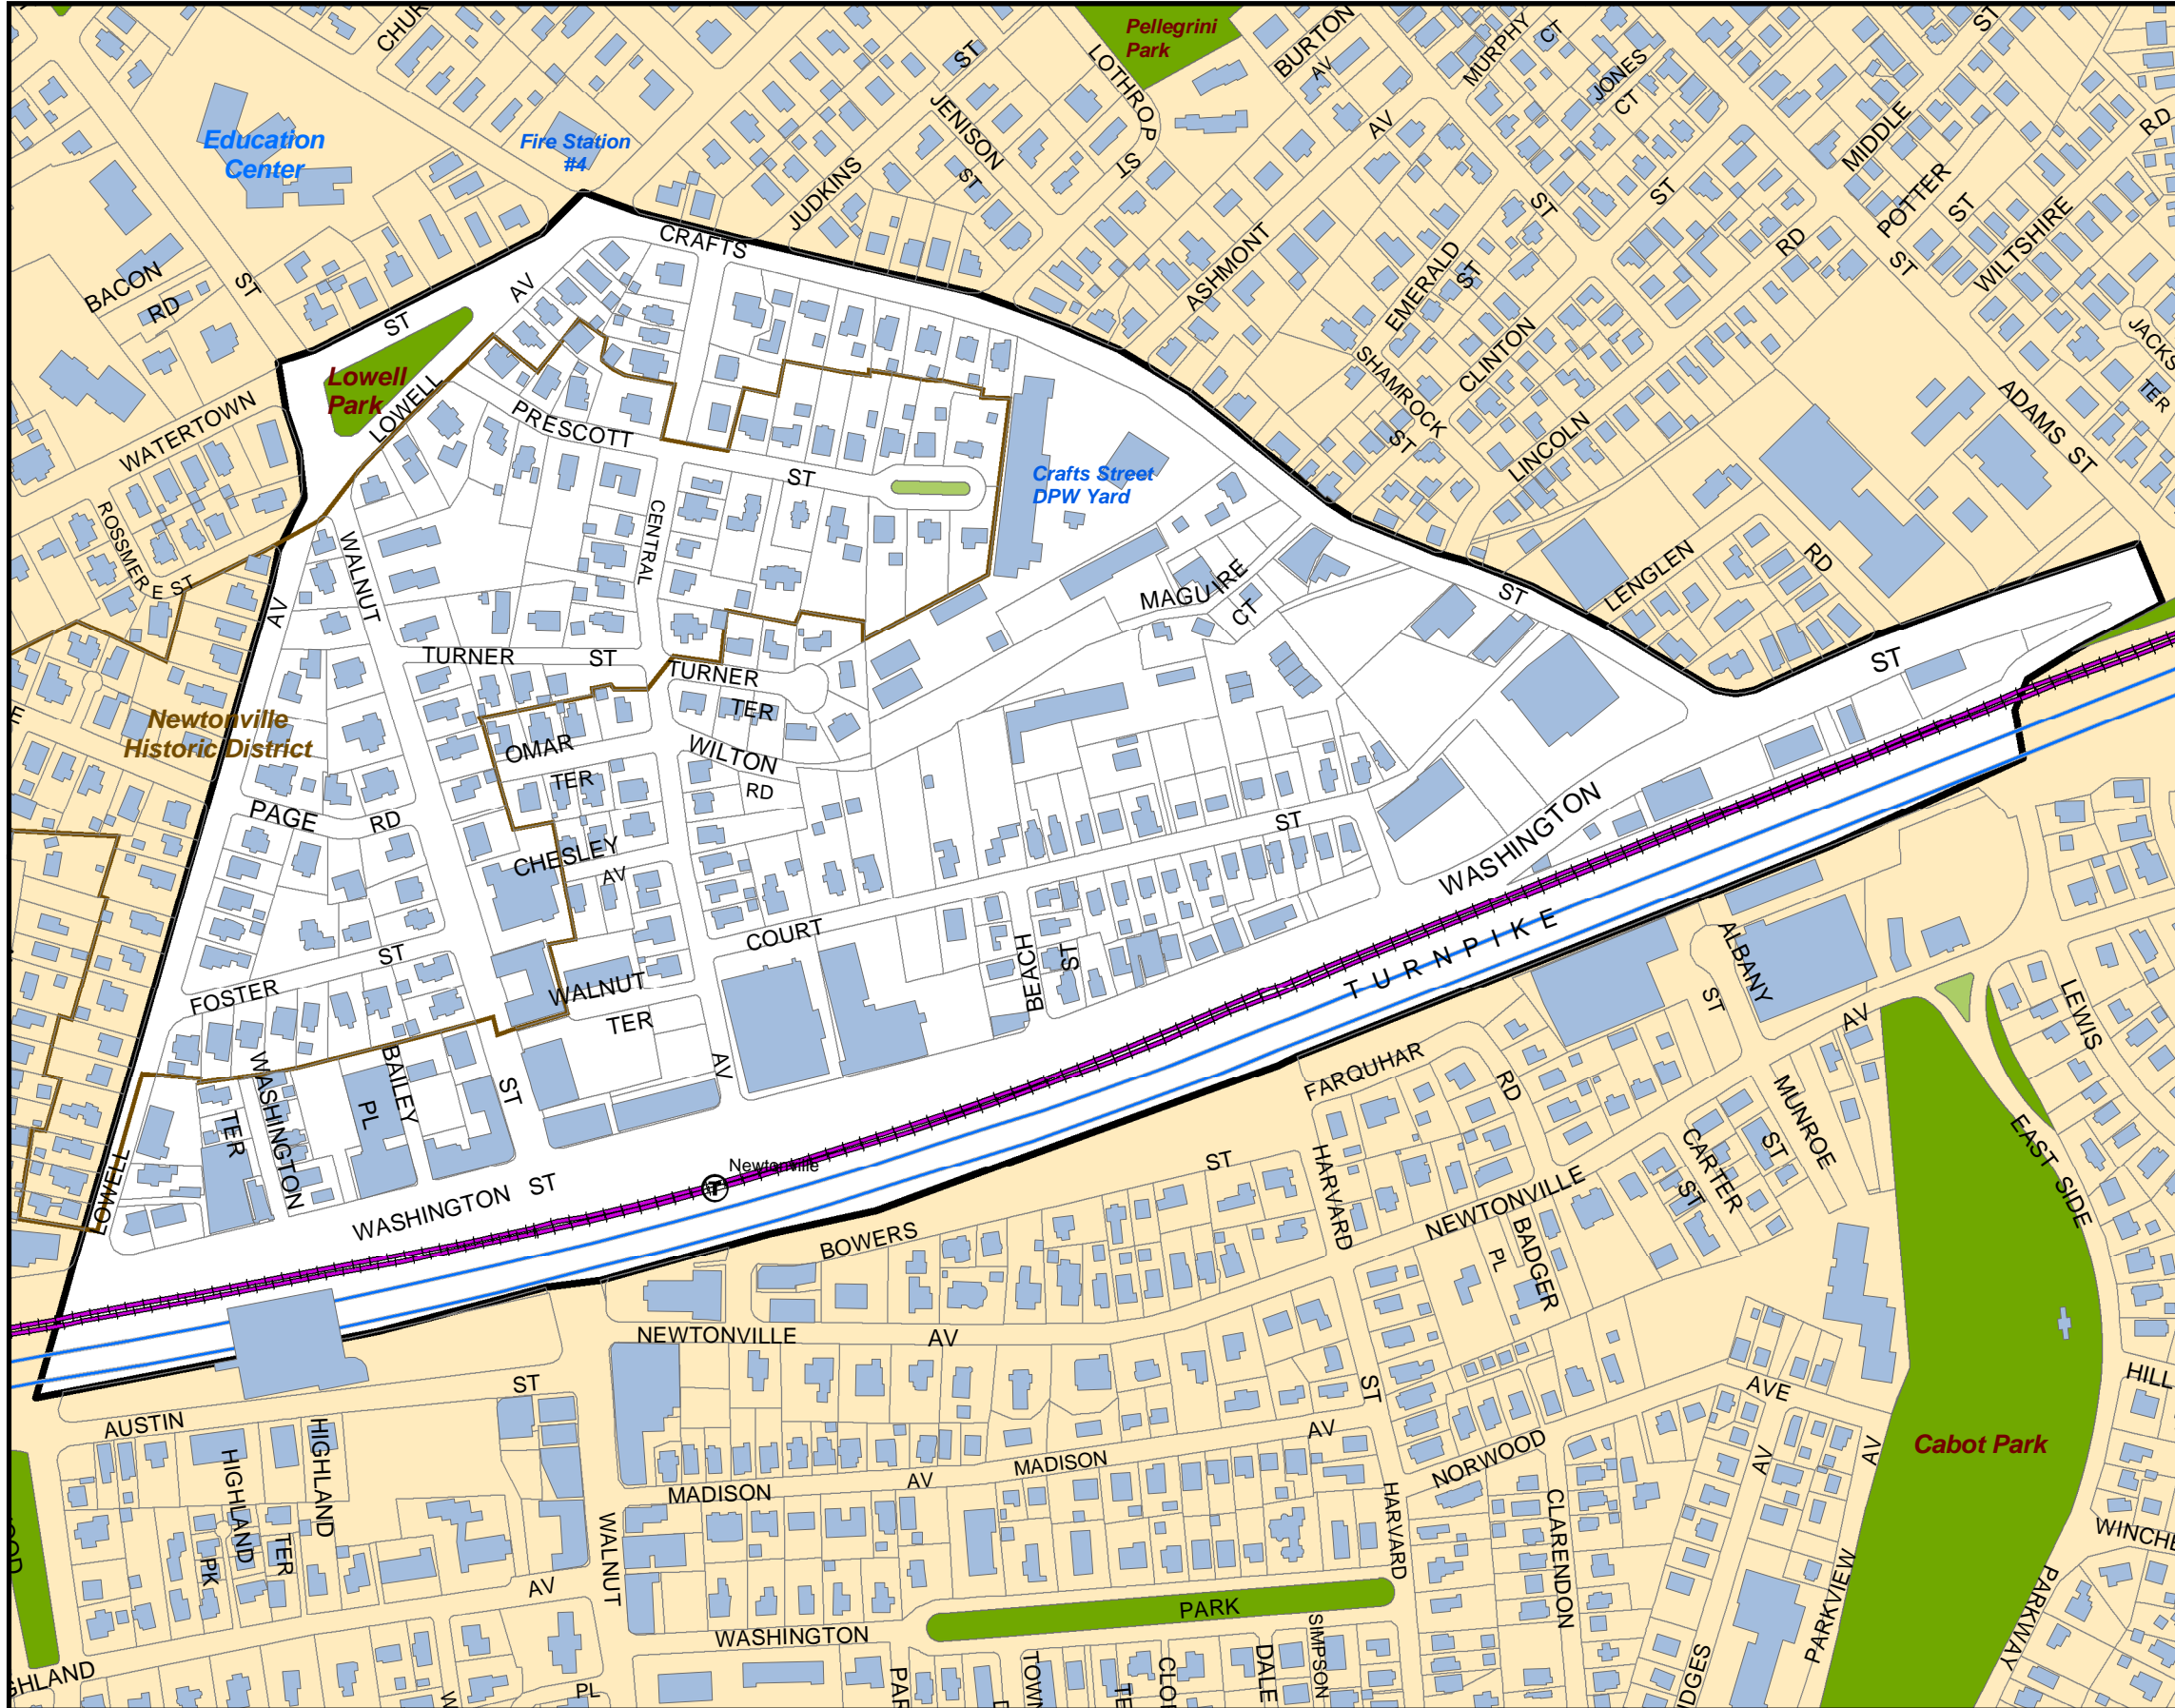 Pellegrini
Park
BURTON
AV
MURPHY
CT
JONES
CT
ST
LOTHROP
ST
JENISON
ST
ST
JUDKINS
Education
Center
Fire Station
#4
AV
ASHMONT
MIDDLE
ST
POTTER
ST
RD
WILTSHIRE
ST
ST
RD
EMERALD
ST
SHAMROCK
ST
CLINTON
LINCOLN
BACON
RD
ST
CRAFTS
AV
ST
Lowell
Park
LOWELL
WATERTOWN
PRESCOTT
ST
Crafts Street
DPW Yard
ADAMS
ST
TER
ROSSMERE ST
WALNUT
CENTRAL
AV
MAGUIRE
CT
ST
LENGLEN
RD
ST
TURNER
ST
TURNER
TER
Newtonville
Historic District
OMAR
TER
WILTON
RD
PAGE
RD
CHESLEY
AV
ST
WASHINGTON
COURT
BEACH
ST
FOSTER
ST
WALNUT
TER
AV
TURNPIKE
ALBANY
ST
AV
LEWIS
BAILEY
PL
WASHINGTON
TER
ST
LOWELL
WASHINGTON
ST
Newtonville
T
FARQUHAR
RD
HARVARD
ST
BOWERS
NEWTONVILLE
MUNROE
ST
CARTER
ST
BADGER
PL
EAST SIDE
NEWTONVILLE
AV
AUSTIN
ST
ST
AV
AVE
HILL
Cabot Park
HIGHLAND
HIGHLAND
TER
PK
MADISON
AV
MADISON
NORWOOD
AV
AV
WALNUT
HARVARD
CLARENDON
AV
PARK
WASHINGTON
SIMPSON
DALE
PARKVIEW
PARKWAY
PL